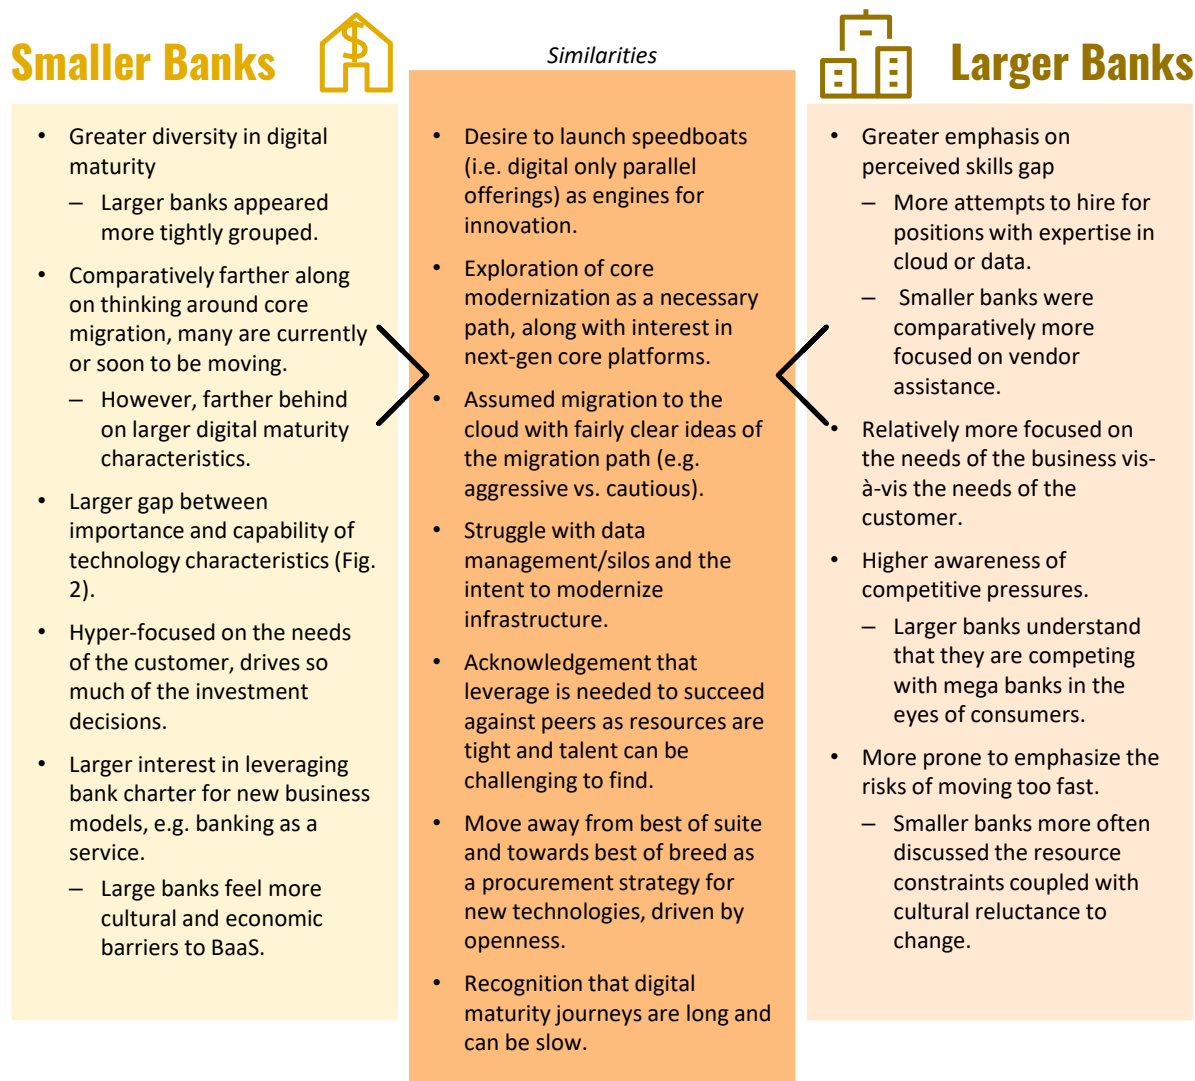 Smaller Banks
$
• Greater diversity in digital
maturity
– Larger banks appeared
more tightly grouped.
• Comparatively farther along
on thinking around core
migration, many are currently
or soon to be moving.
– However, farther behind
on larger digital maturity
characteristics.
• Larger gap between
importance and capability of
technology characteristics (Fig.
2).
• Hyper-focused on the needs
of the customer, drives so
much of the investment
decisions.
• Larger interest in leveraging
bank charter for new business
models, e.g. banking as a
service.
– Large banks feel more
cultural and economic
barriers to BaaS.
Similarities
• Desire to launch speedboats
(i.e. digital only parallel
offerings) as engines for
innovation.
• Exploration of core
modernization as a necessary
path, along with interest in
next-gen core platforms.
• Assumed migration to the
cloud with fairly clear ideas of
the migration path (e.g.
aggressive vs. cautious).
• Struggle with data
management/silos and the
intent to modernize
infrastructure.
• Acknowledgement that
leverage is needed to succeed
against peers as resources are
tight and talent can be
challenging to find.
• Move away from best of suite
and towards best of breed as
a procurement strategy for
new technologies, driven by
openness.
• Recognition that digital
maturity journeys are long and
can be slow.
Larger Banks
• Greater emphasis on
perceived skills gap
– More attempts to hire for
positions with expertise in
cloud or data.
– Smaller banks were
comparatively more
focused on vendor
assistance.
• Relatively more focused on
the needs of the business vis-
à-vis the needs of the
customer.
• Higher awareness of
competitive pressures.
– Larger banks understand
that they are competing
with mega banks in the
eyes of consumers.
• More prone to emphasize the
risks of moving too fast.
– Smaller banks more often
discussed the resource
constraints coupled with
cultural reluctance to
change.